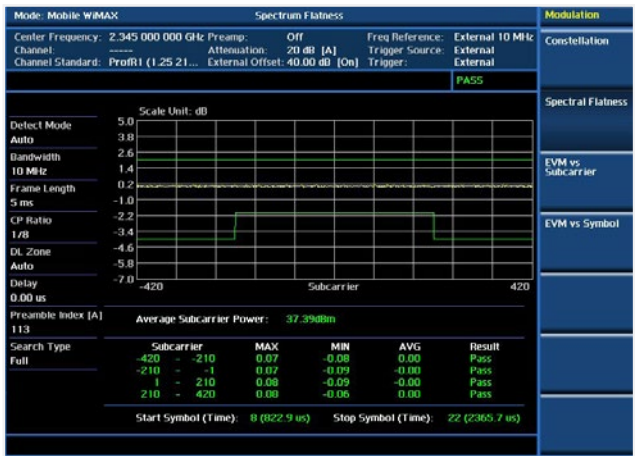 Mode: Mobile WiMAX Spectrum Flatness Modulation
Center Frequency: 2.345 000 000 GHz Preamp: Off Freq Reference: External 10 MHz
Channel: ----- Attenuation: 20 dB [A] Trigger Source: External
Channel Standard: ProfR1 (1.25 21... External Offset: 40.00 dB [On] Trigger: External
PASS
Constellation
Spectral Flatness
EVM vs
Subcarrier
EVM vs Symbol
Detect Mode
Auto
Bandwidth
10 MHz
Frame Length
5 ms
CP Ratio
1/8
DL Zone
Auto
Delay
0.00 us
Preamble Index [A]
113
Search Type
Full
Scale Unit: dB
5.0
3.8
2.6
1.4
0.2
-1.0
-2.2
-3.4
-4.6
-5.8
-7.0
-420 Subcarrier 420
Average Subcarrier Power: 37.39dBm
Subcarrier MAX MIN AVG Result
-420 - -210 0.07 -0.08 0.00 Pass
-210 - -1 0.07 -0.09 -0.00 Pass
1 - 210 0.08 -0.09 -0.00 Pass
210 - 420 0.08 -0.06 0.00 Pass
Start Symbol (Time): 8 (822.9 us) Stop Symbol (Time): 22 (2365.7 us)